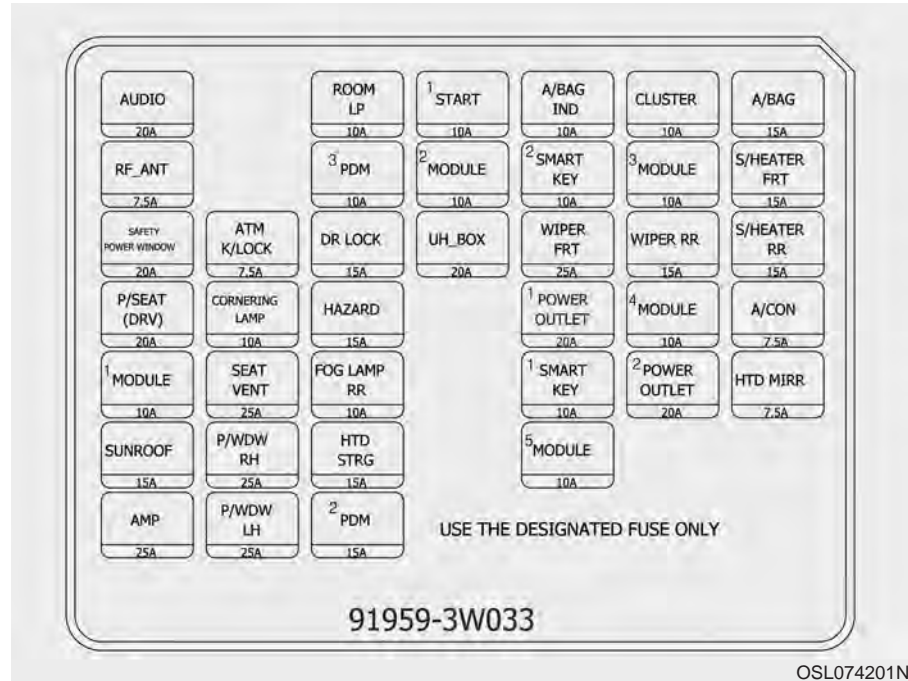 AUDIO
20A
ROOM
LP
10A
1 START
10A
A/BAG
IND
10A
CLUSTER
10A
A/BAG
15A
RF_ANT
7.5A
3 PDM
10A
2 MODULE
10A
2 SMART
KEY
10A
3 MODULE
10A
S/HEATER
FRT
15A
SAFETY
POWER WINDOW
20A
ATM
K/LOCK
7.5A
DR LOCK
15A
UH_BOX
20A
WIPER
FRT
25A
WIPER RR
15A
S/HEATER
RR
15A
P/SEAT
(DRV)
20A
CORNERING
LAMP
10A
HAZARD
15A
1 POWER
OUTLET
20A
4 MODULE
10A
A/CON
7.5A
1 MODULE
10A
SEAT
VENT
25A
FOG LAMP
RR
10A
1 SMART
KEY
10A
2 POWER
OUTLET
20A
HTD MIRR
7.5A
SUNROOF
15A
P/WDW
RH
25A
HTD
STRG
15A
5 MODULE
10A
AMP
25A
P/WDW
LH
25A
2 PDM
15A
USE THE DESIGNATED FUSE ONLY
91959-3W033
OSL074201N